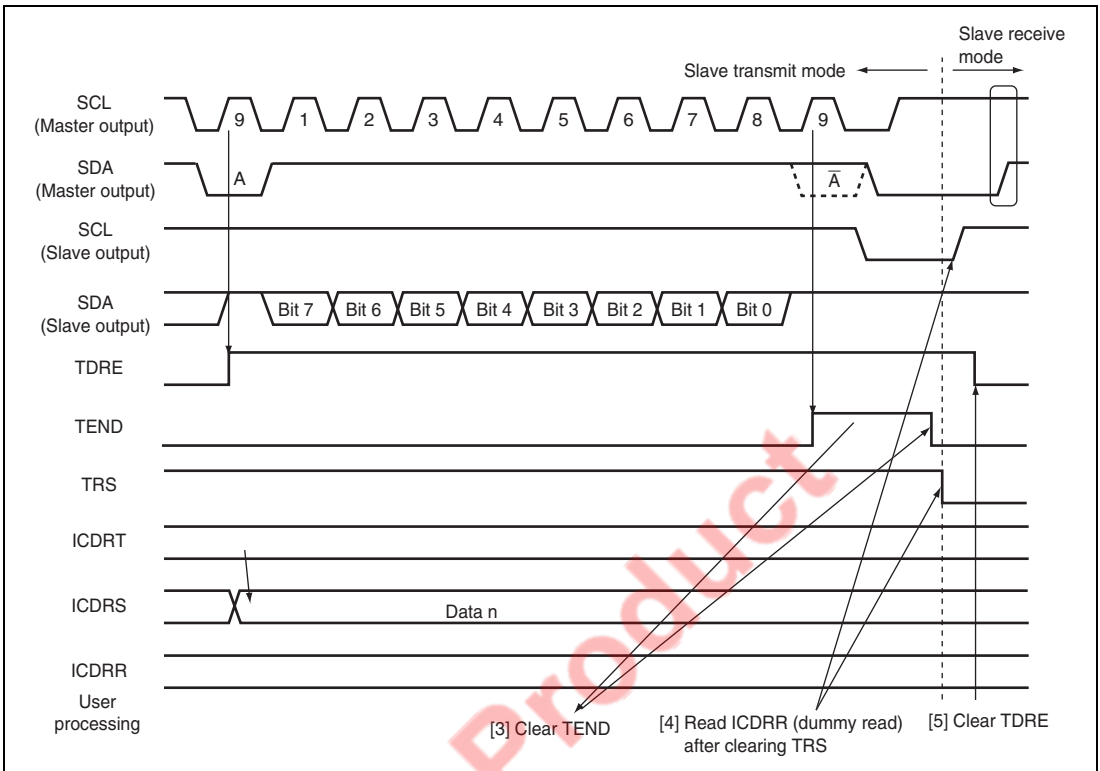 Slave receive
mode
Slave transmit mode
SCL
(Master output)
9 1 2 3 4 5 6 7 8 9
SDA
(Master output)
A A̅
SCL
(Slave output)
SDA
(Slave output)
Bit 7 Bit 6 Bit 5 Bit 4 Bit 3 Bit 2 Bit 1 Bit 0
TDRE
TEND
TRS
ICDRT
ICDRS
Data n
ICDRR
User
processing
[3] Clear TEND
[4] Read ICDRR (dummy read)
after clearing TRS
[5] Clear TDRE
Product